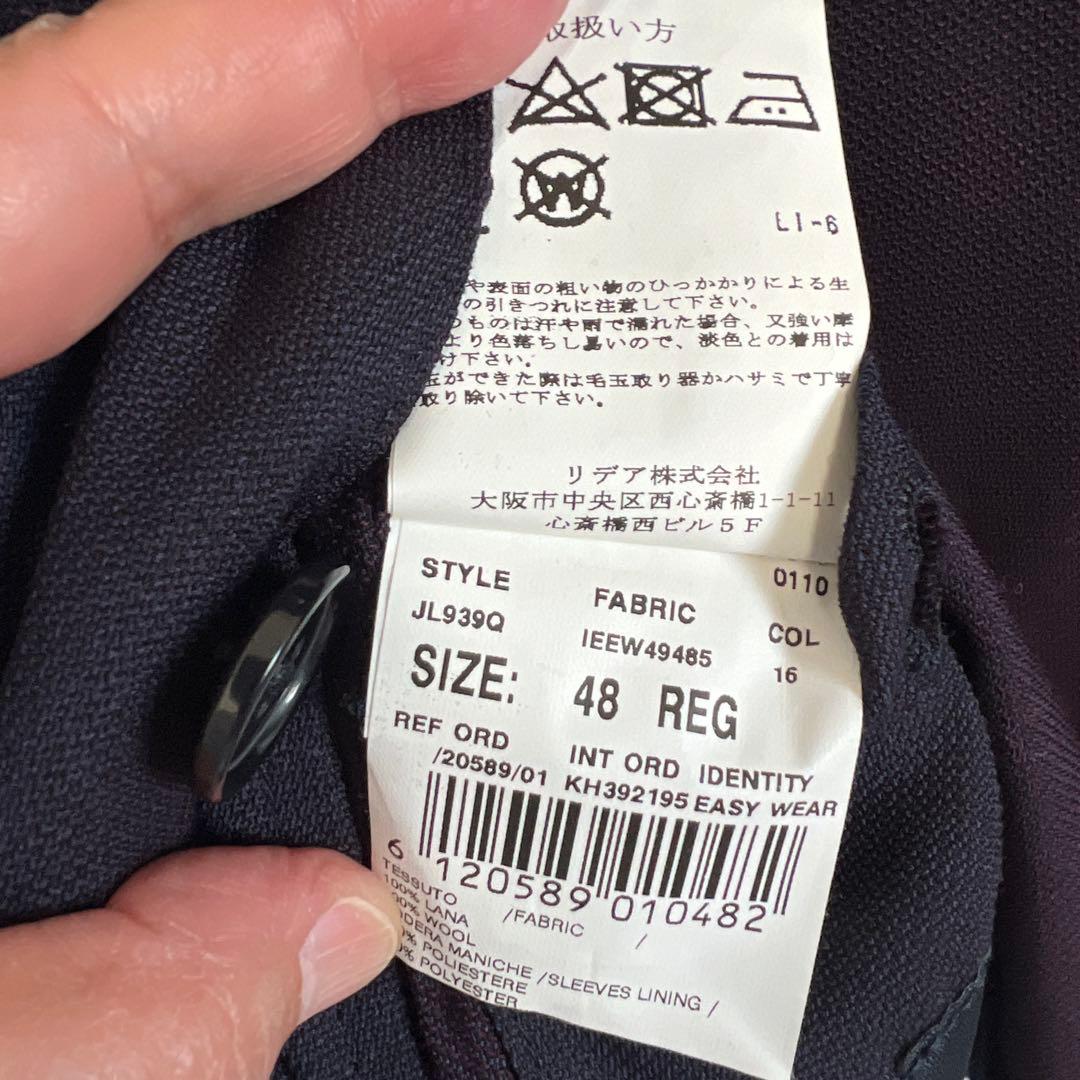 取扱い方
LI-6
や表面の粗い物のひっかかりによる生
の引きつれに注意して下さい。
のものは汗や雨で濡れた場合、又強い摩
より色落ちし易いので、淡色との着用は
け下さい。
玉ができた際は毛玉取り器かハサミで丁寧
取り除いて下さい。
リデア株式会社
大阪市中央区西心斎橋1-1-11
心斎橋西ビル5F
STYLE FABRIC 0110
JL939Q IEEW49485 COL
16
SIZE: 48 REG
REF ORD INT ORD IDENTITY
/20589/01 KH392195 EASY WEAR
6 120589 010482
TESSUTO /FABRIC /
100% LANA
100% WOOL
FODERA MANICHE /SLEEVES LINING /
% POLIESTERE
% POLYESTER